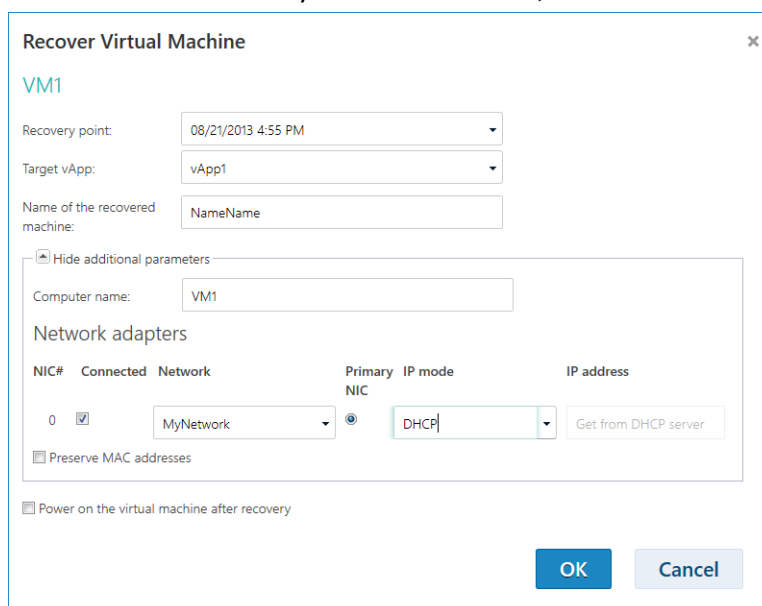 Recover Virtual Machine
VM1
Recovery point: 08/21/2013 4:55 PM
Target vApp: vApp1
Name of the recovered machine: NameName
Hide additional parameters
Computer name: VM1
Network adapters
NIC# Connected Network Primary NIC IP mode IP address
0 MyNetwork DHCP Get from DHCP server
Preserve MAC addresses
Power on the virtual machine after recovery
OK Cancel